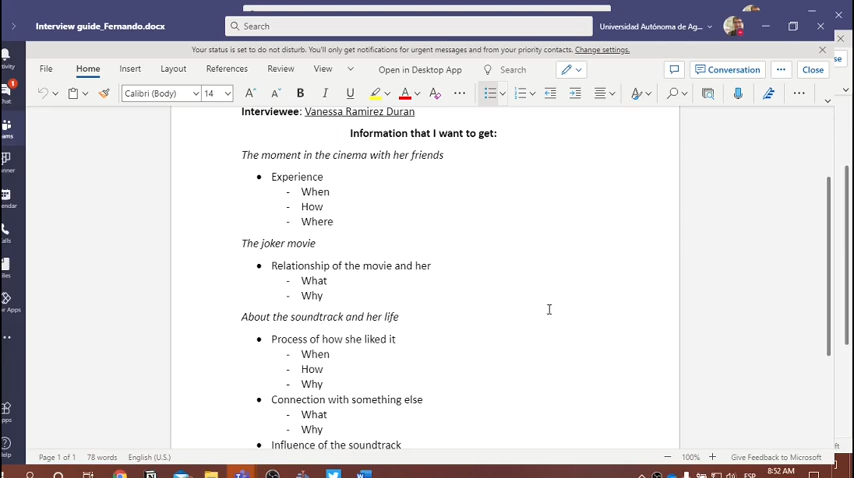 Interview guide_Fernando.docx
Search
Universidad Autónoma de Ag...
Your status is set to do not disturb. You'll only get notifications for urgent messages and from your priority contacts. Change settings.
File Home Insert Layout References Review View Open in Desktop App Search Conversation Close
Calibri (Body) 14 B I U A
Interviewee: Vanessa Ramirez Duran
Information that I want to get:
The moment in the cinema with her friends
• Experience
- When
- How
- Where
The joker movie
• Relationship of the movie and her
- What
- Why
About the soundtrack and her life
• Process of how she liked it
- When
- How
- Why
• Connection with something else
- What
- Why
• Influence of the soundtrack
Page 1 of 1 78 words English (U.S.) 100% Give Feedback to Microsoft
ESP 8:52 AM